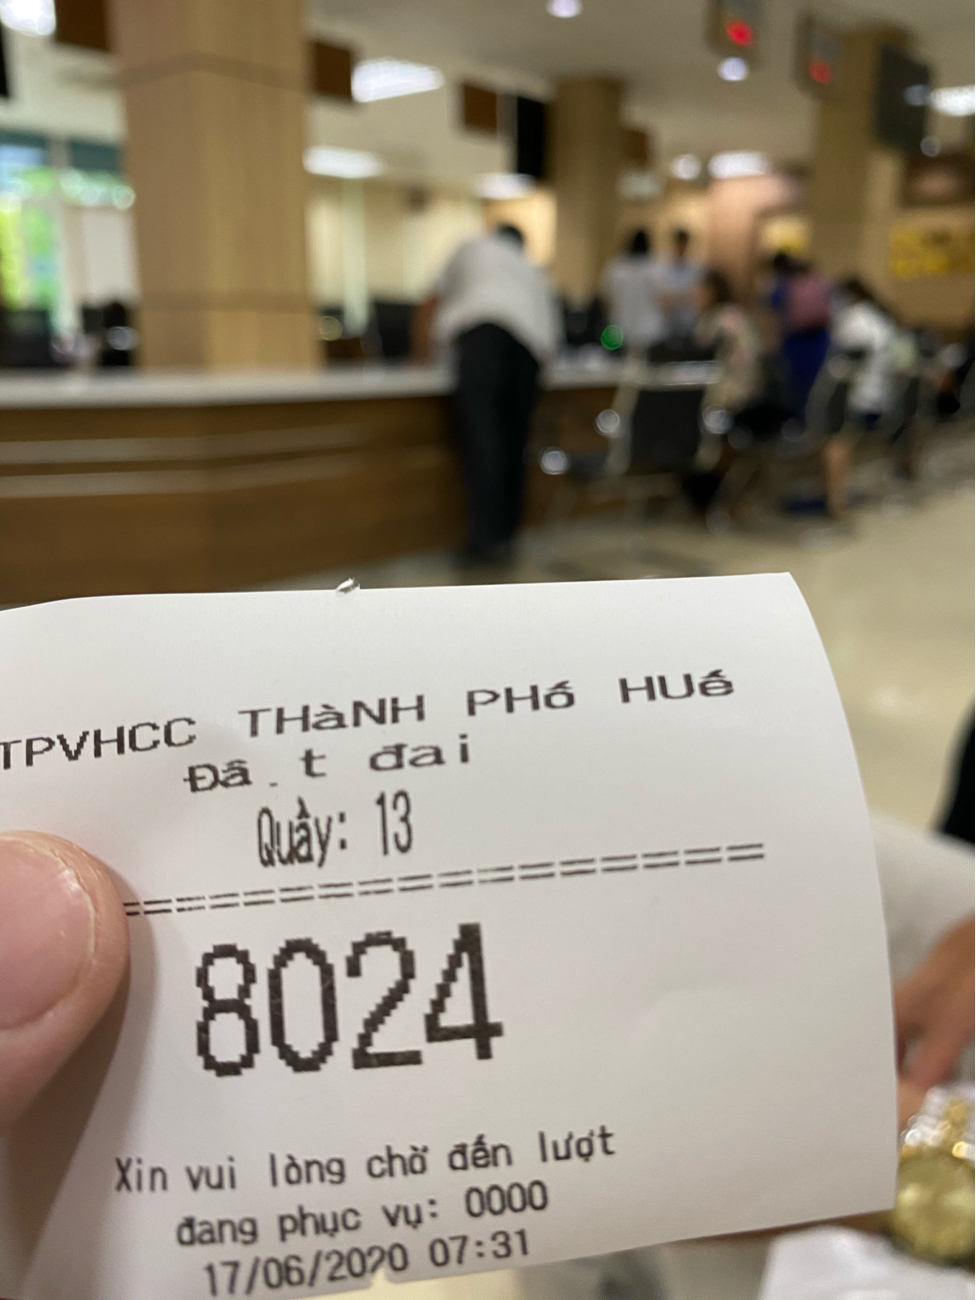 TPVHCC THàNH PHố HUế
Đâ. t đai
Quầy: 13
==================
8024
Xin vui lòng chờ đến lượt
đang phục vụ: 0000
17/06/2020 07:31